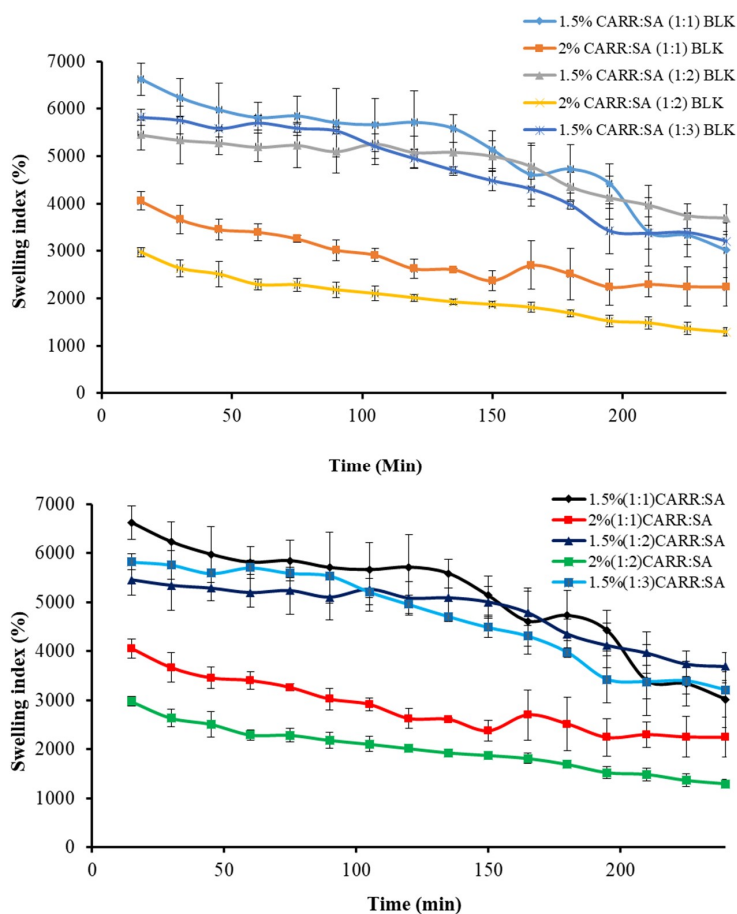 1.5% CARR:SA (1:1) BLK
2% CARR:SA (1:1) BLK
1.5% CARR:SA (1:2) BLK
2% CARR:SA (1:2) BLK
1.5% CARR:SA (1:3) BLK
7000
6000
5000
4000
3000
2000
1000
0
Swelling index (%)
0 50 100 150 200
Time (Min)
1.5%(1:1)CARR:SA
2%(1:1)CARR:SA
1.5%(1:2)CARR:SA
2%(1:2)CARR:SA
1.5%(1:3)CARR:SA
7000
6000
5000
4000
3000
2000
1000
0
Swelling index (%)
0 50 100 150 200
Time (min)